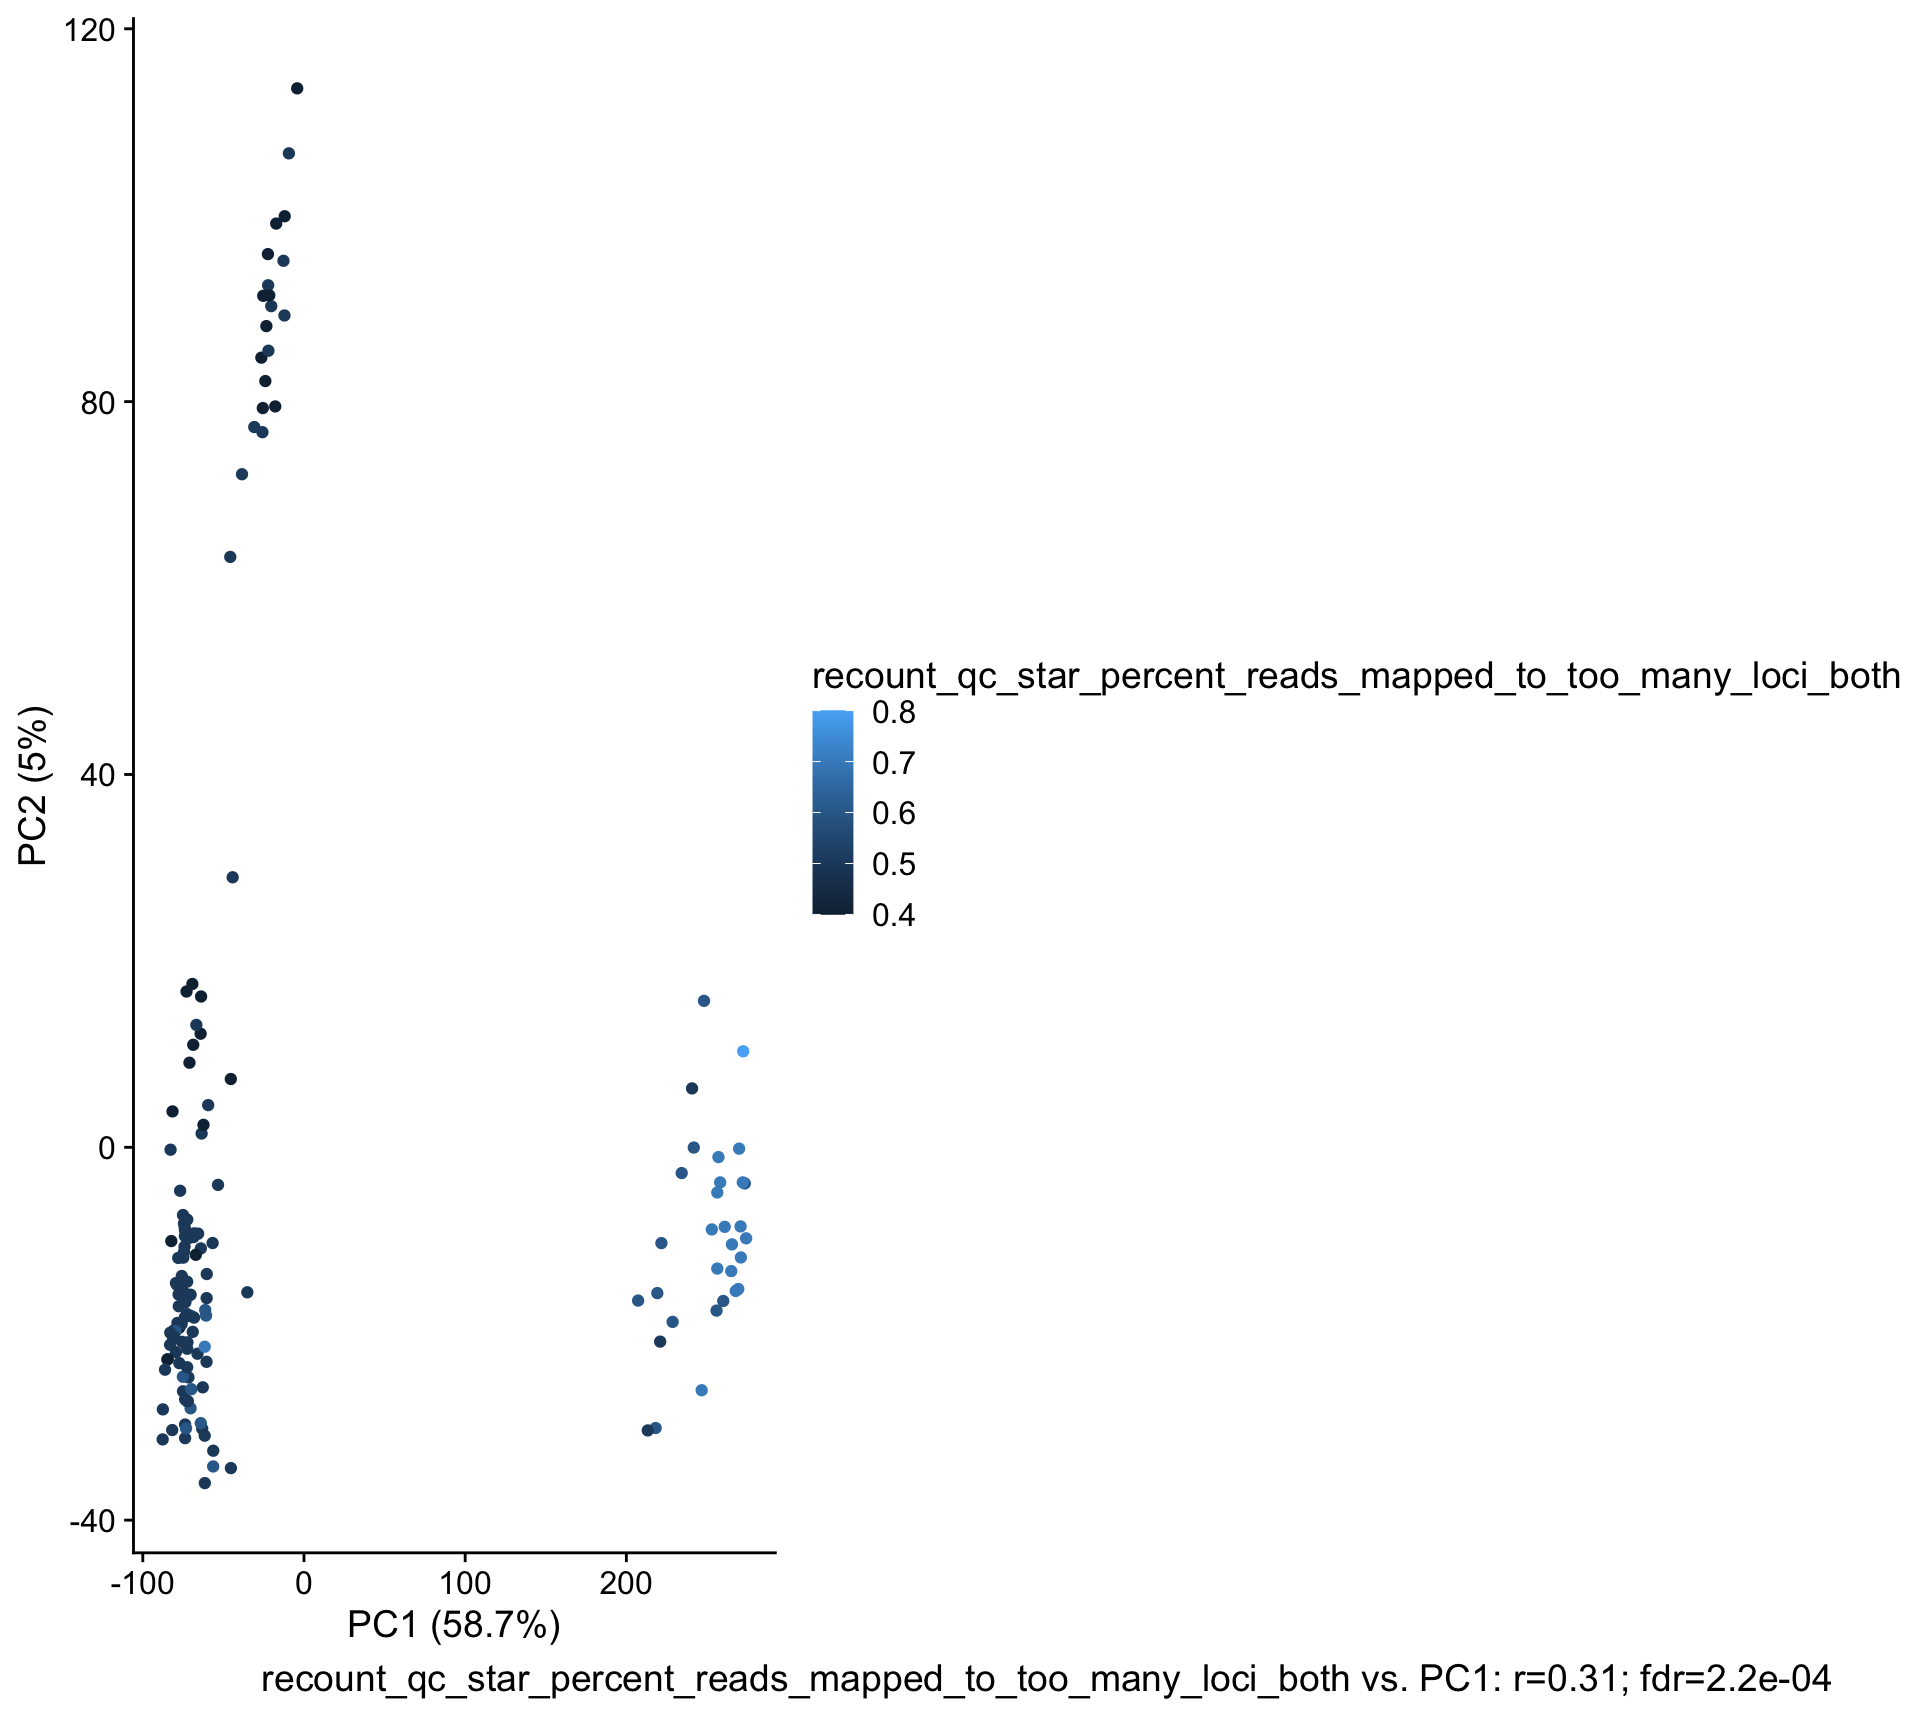 120
80
40
0
-40
PC2 (5%)
-100 0 100 200
PC1 (58.7%)
recount_qc_star_percent_reads_mapped_to_too_many_loci_both
0.8
0.7
0.6
0.5
0.4
recount_qc_star_percent_reads_mapped_to_too_many_loci_both vs. PC1: r=0.31; fdr=2.2e-04